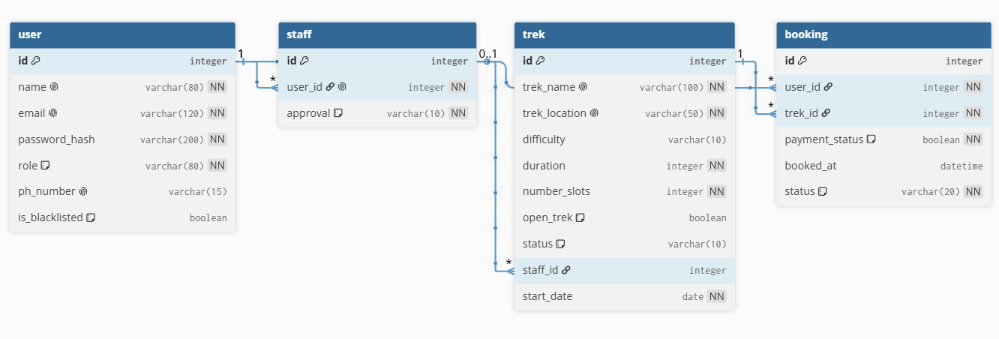 user
id integer
name varchar(80) NN
email varchar(120) NN
password_hash varchar(200) NN
role varchar(80) NN
ph_number varchar(15)
is_blacklisted boolean
1
*
staff
id integer
user_id integer NN
approval varchar(10) NN
0..1
*
trek
id integer
trek_name varchar(100) NN
trek_location varchar(50) NN
difficulty varchar(10)
duration integer NN
number_slots integer NN
open_trek boolean
status varchar(10)
staff_id integer
start_date date NN
1
*
*
booking
id integer
user_id integer NN
trek_id integer NN
payment_status boolean NN
booked_at datetime
status varchar(20) NN